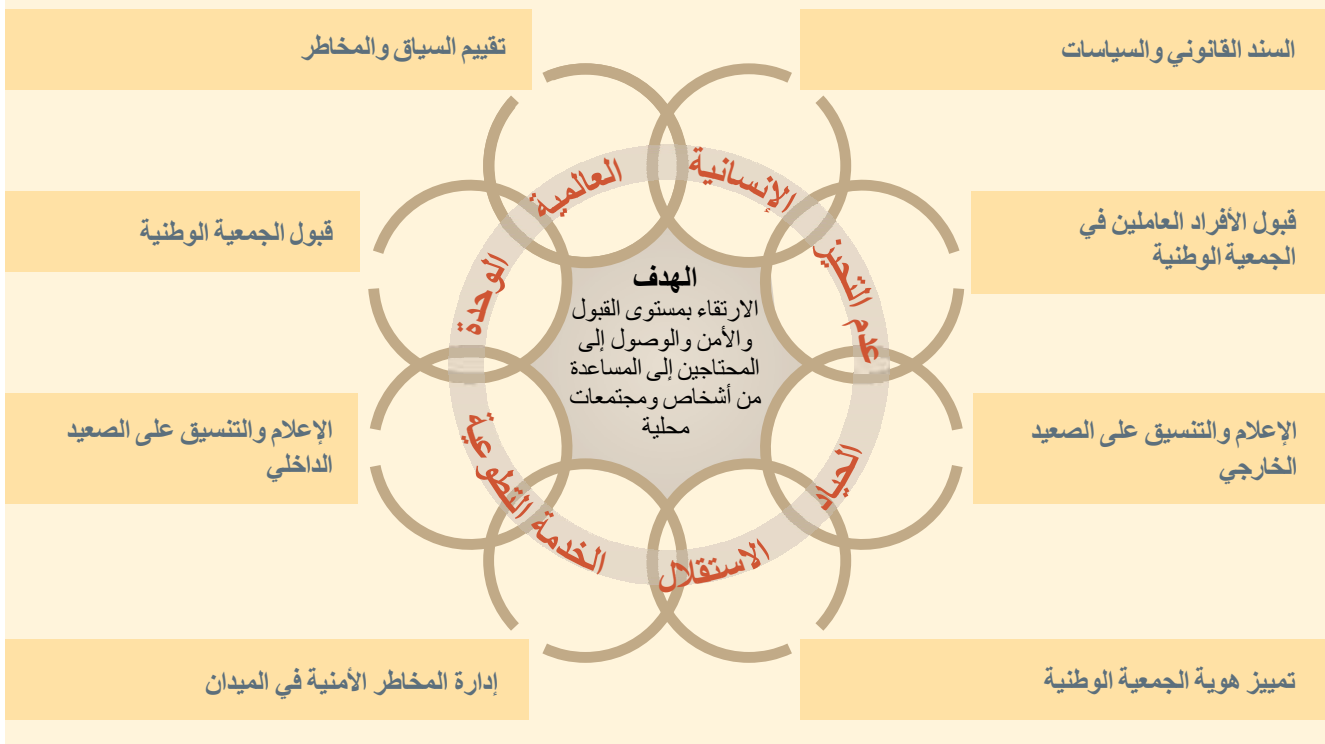 السند القانوني والسياسات
تقييم السياق والمخاطر
قبول الأفراد العاملين في
الجمعية الوطنية
قبول الجمعية الوطنية
الإنسانية
عدم التحيز
الحياد
الاستقلال
الخدمة التطوعية
الوحدة
العالمية
الهدف
الارتقاء بمستوى القبول
والأمن والوصول إلى
المحتاجين إلى المساعدة
من أشخاص ومجتمعات
محلية
الإعلام والتنسيق على الصعيد
الخارجي
الإعلام والتنسيق على الصعيد
الداخلي
تمييز هوية الجمعية الوطنية
إدارة المخاطر الأمنية في الميدان